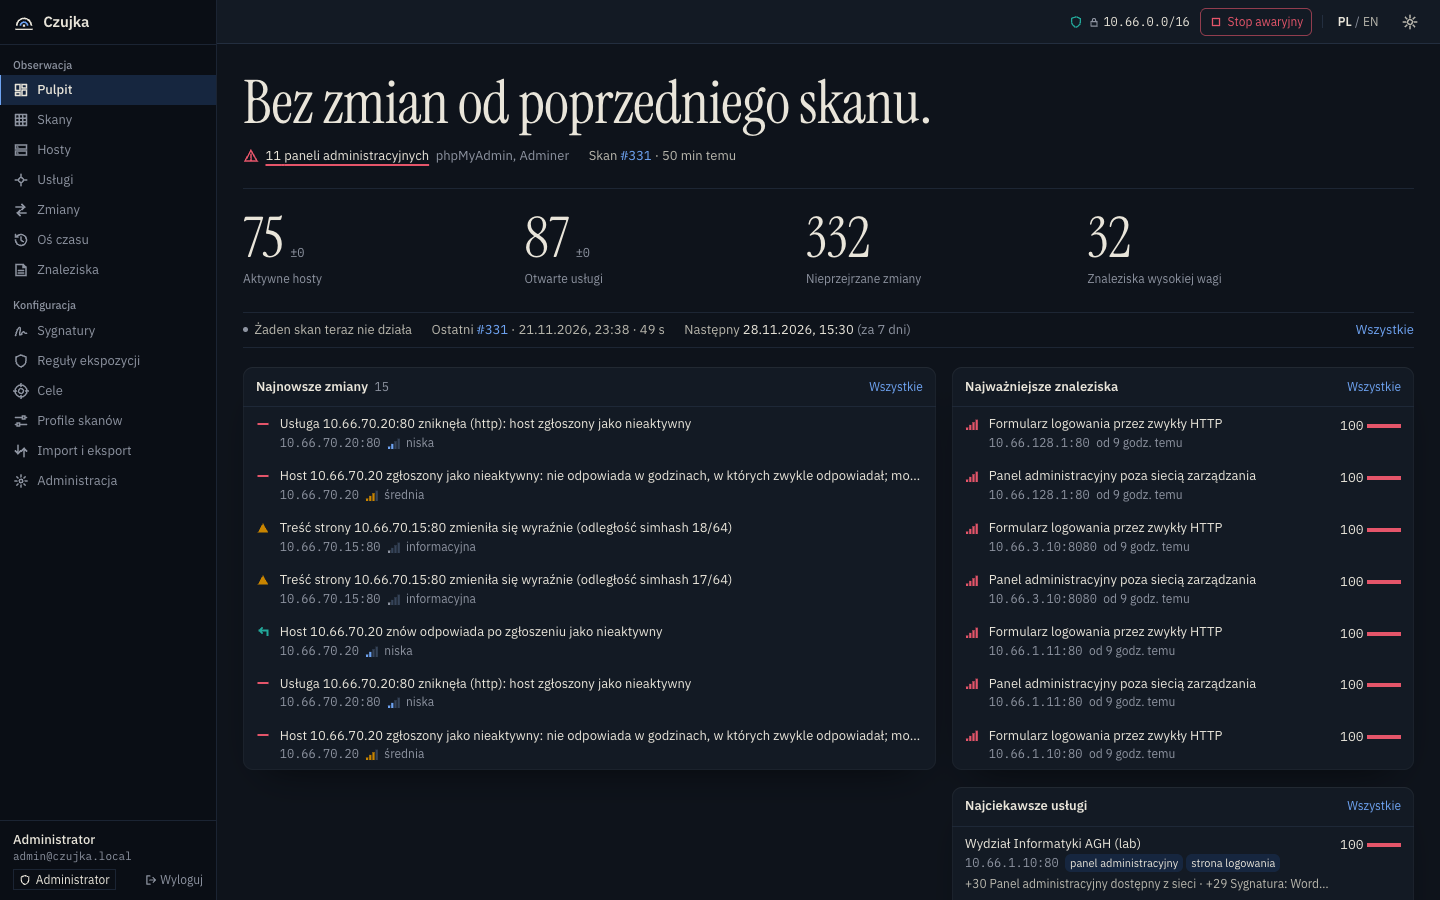 Czujka
10.66.0.0/16
Stop awaryjny
PL / EN
Obserwacja
Pulpit
Skany
Hosty
Usługi
Zmiany
Oś czasu
Znaleziska
Konfiguracja
Sygnatury
Reguły ekspozycji
Cele
Profile skanów
Import i eksport
Administracja
Administrator
admin@czujka.local
Administrator
Wyloguj
Bez zmian od poprzedniego skanu.
11 paneli administracyjnych phpMyAdmin, Adminer Skan #331 · 50 min temu
75 ±0
Aktywne hosty
87 ±0
Otwarte usługi
332
Nieprzejrzane zmiany
32
Znaleziska wysokiej wagi
Żaden skan teraz nie działa Ostatni #331 · 21.11.2026, 23:38 · 49 s Następny 28.11.2026, 15:30 (za 7 dni) Wszystkie
Najnowsze zmiany 15 Wszystkie
Usługa 10.66.70.20:80 zniknęła (http): host zgłoszony jako nieaktywny
10.66.70.20:80 niska
Host 10.66.70.20 zgłoszony jako nieaktywny: nie odpowiada w godzinach, w których zwykle odpowiadał; mo...
10.66.70.20 średnia
Treść strony 10.66.70.15:80 zmieniła się wyraźnie (odległość simhash 18/64)
10.66.70.15:80 informacyjna
Treść strony 10.66.70.15:80 zmieniła się wyraźnie (odległość simhash 17/64)
10.66.70.15:80 informacyjna
Host 10.66.70.20 znów odpowiada po zgłoszeniu jako nieaktywny
10.66.70.20 niska
Usługa 10.66.70.20:80 zniknęła (http): host zgłoszony jako nieaktywny
10.66.70.20:80 niska
Host 10.66.70.20 zgłoszony jako nieaktywny: nie odpowiada w godzinach, w których zwykle odpowiadał; mo...
10.66.70.20 średnia
Najważniejsze znaleziska Wszystkie
Formularz logowania przez zwykły HTTP 100
10.66.128.1:80 od 9 godz. temu
Panel administracyjny poza siecią zarządzania 100
10.66.128.1:80 od 9 godz. temu
Formularz logowania przez zwykły HTTP 100
10.66.3.10:8080 od 9 godz. temu
Panel administracyjny poza siecią zarządzania 100
10.66.3.10:8080 od 9 godz. temu
Formularz logowania przez zwykły HTTP 100
10.66.1.11:80 od 9 godz. temu
Panel administracyjny poza siecią zarządzania 100
10.66.1.11:80 od 9 godz. temu
Formularz logowania przez zwykły HTTP 100
10.66.1.10:80 od 9 godz. temu
Najciekawsze usługi Wszystkie
Wydział Informatyki AGH (lab) 100
10.66.1.10:80 panel administracyjny strona logowania
+30 Panel administracyjny dostępny z sieci · +29 Sygnatura: Word...